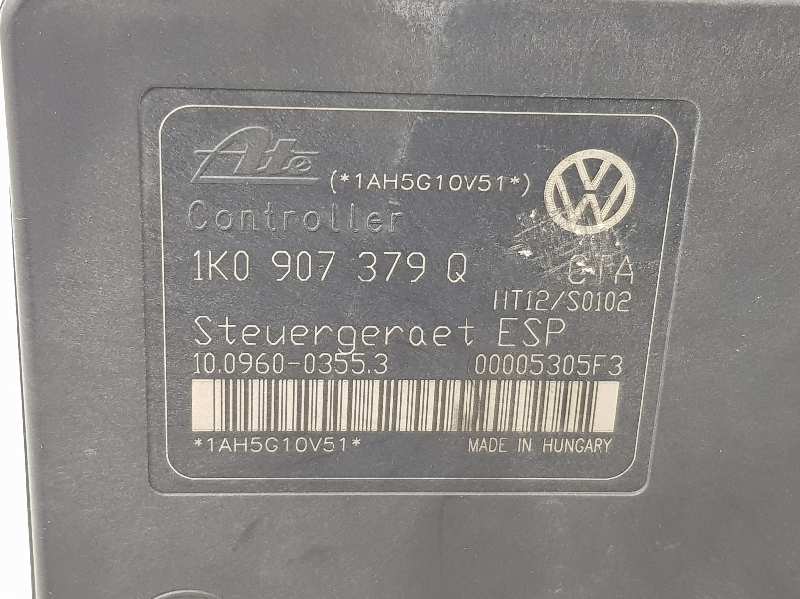 Ate (*1AH5G10V51*) VW
Controller
1K0 907 379 Q
HT12/S0102
Steuergeraet ESP
10.0960-0355.3 00005305F3
*1AH5G10V51* MADE IN HUNGARY